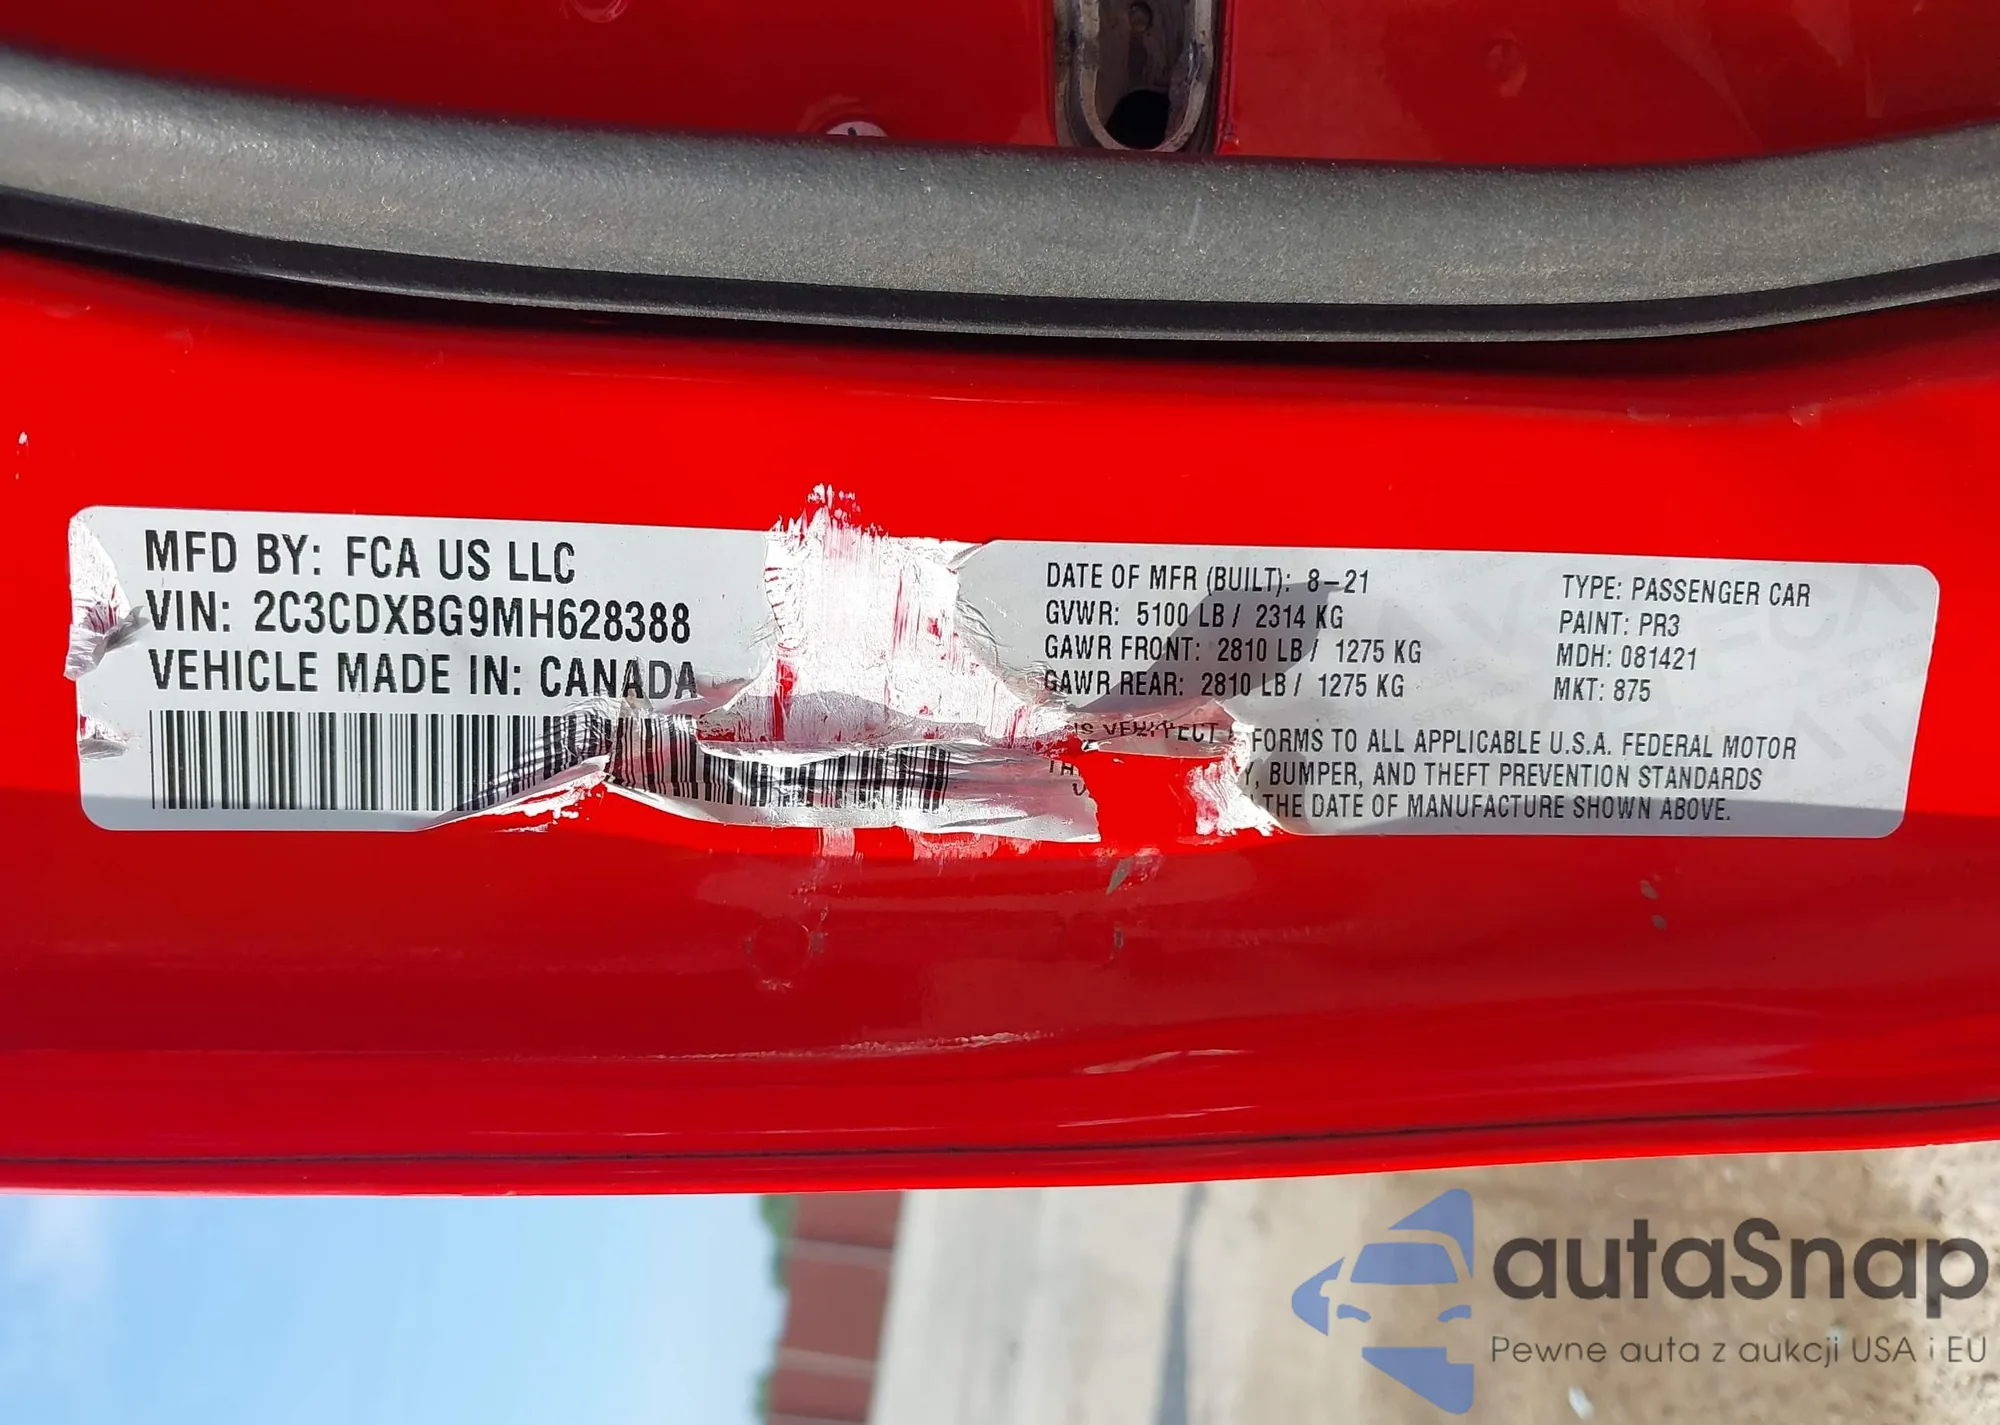 MFD BY: FCA US LLC
VIN: 2C3CDXBG9MH628388
VEHICLE MADE IN: CANADA
DATE OF MFR (BUILT): 8-21
GVWR: 5100 LB / 2314 KG
GAWR FRONT: 2810 LB / 1275 KG
GAWR REAR: 2810 LB / 1275 KG
TYPE: PASSENGER CAR
PAINT: PR3
MDH: 081421
MKT: 875
FORMS TO ALL APPLICABLE U.S.A. FEDERAL MOTOR
Y, BUMPER, AND THEFT PREVENTION STANDARDS
THE DATE OF MANUFACTURE SHOWN ABOVE.
autaSnap
Pewne auta z aukcji USA i EU